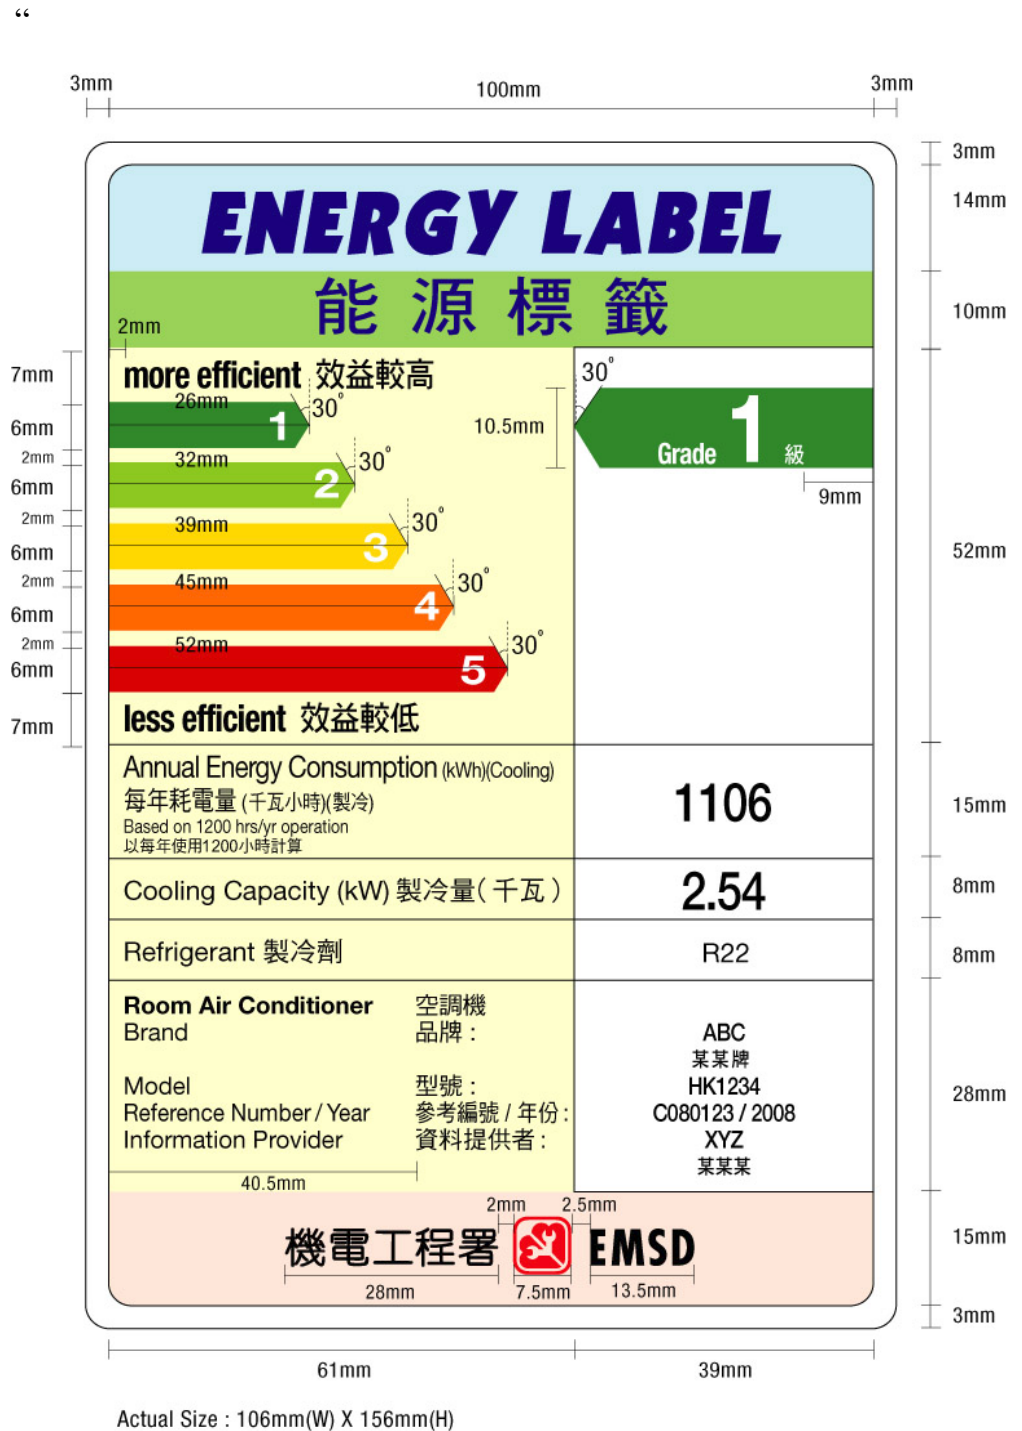 “
3mm
100mm
3mm
3mm
ENERGY LABEL
14mm
能源標籤
10mm
2mm
7mm
more efficient 效益較高
30°
26mm
1
30°
10.5mm
Grade 1 級
6mm
9mm
2mm
32mm
2
30°
6mm
2mm
39mm
3
30°
6mm
52mm
2mm
45mm
4
30°
6mm
2mm
52mm
5
30°
6mm
less efficient 效益較低
7mm
Annual Energy Consumption (kWh)(Cooling)
每年耗電量 (千瓦小時)(製冷)
Based on 1200 hrs/yr operation
以每年使用1200小時計算
1106
15mm
Cooling Capacity (kW) 製冷量(千瓦)
2.54
8mm
Refrigerant 製冷劑
R22
8mm
Room Air Conditioner 空調機
Brand 品牌 :
ABC
某某牌
Model 型號 :
HK1234
28mm
Reference Number / Year 參考編號 / 年份 :
C080123 / 2008
Information Provider 資料提供者 :
XYZ
某某某
40.5mm
2mm
2.5mm
機電工程署 EMSD
15mm
28mm
7.5mm
13.5mm
3mm
61mm
39mm
Actual Size : 106mm(W) X 156mm(H)